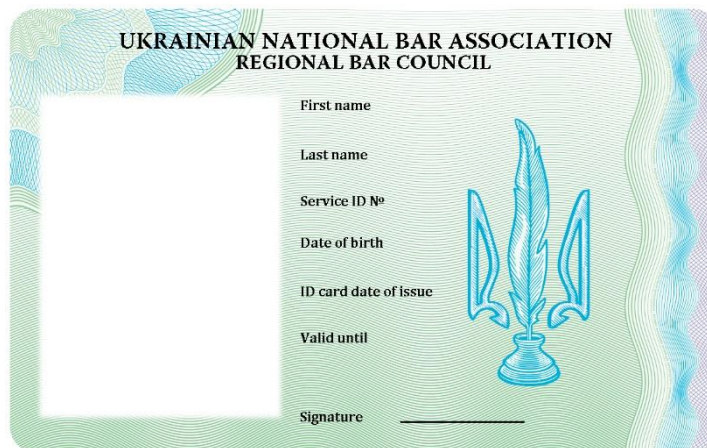 UKRAINIAN NATIONAL BAR ASSOCIATION
REGIONAL BAR COUNCIL
First name
Last name
Service ID №
Date of birth
ID card date of issue
Valid until
Signature